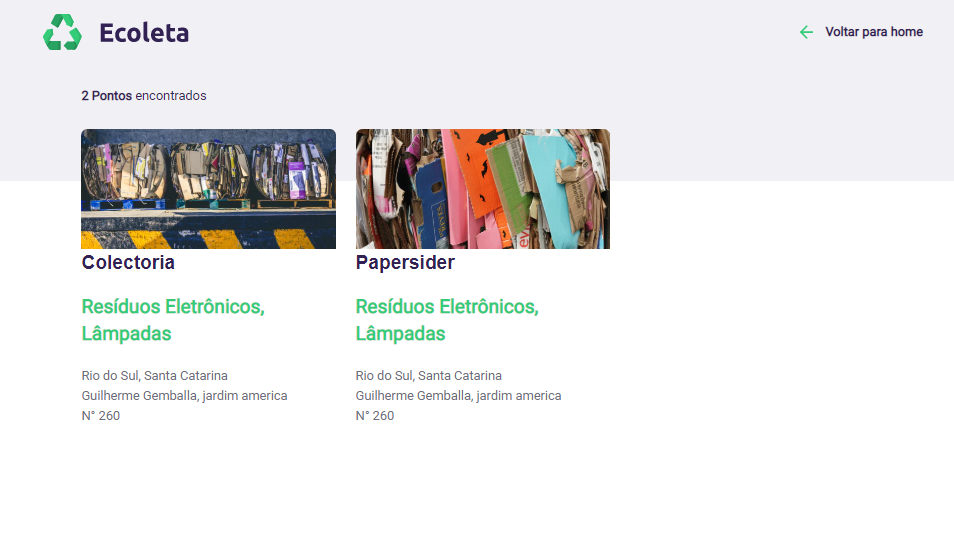 Ecoleta
Voltar para home
2 Pontos encontrados
Colectoria
Papersider
Resíduos Eletrônicos,
Lâmpadas
Resíduos Eletrônicos,
Lâmpadas
Rio do Sul, Santa Catarina
Guilherme Gemballa, jardim america
N° 260
Rio do Sul, Santa Catarina
Guilherme Gemballa, jardim america
N° 260